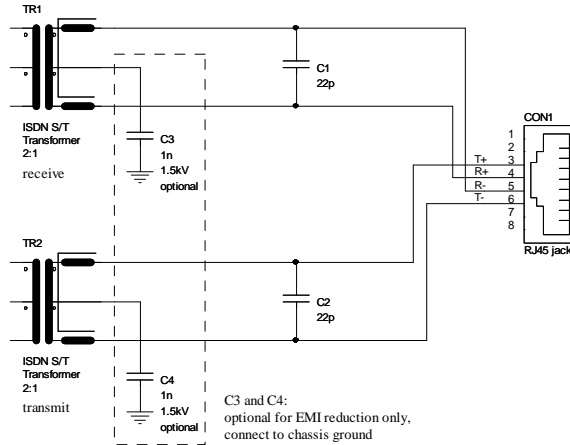 TR1
ISDN S/T
Transformer
2:1
receive
C3
1n
1.5kV
optional
C1
22p
CON1
1
2
3
4
5
6
7
8
T+
R+
R-
T-
RJ45 jack
TR2
ISDN S/T
Transformer
2:1
transmit
C4
1n
1.5kV
optional
C2
22p
C3 and C4:
optional for EMI reduction only,
connect to chassis ground